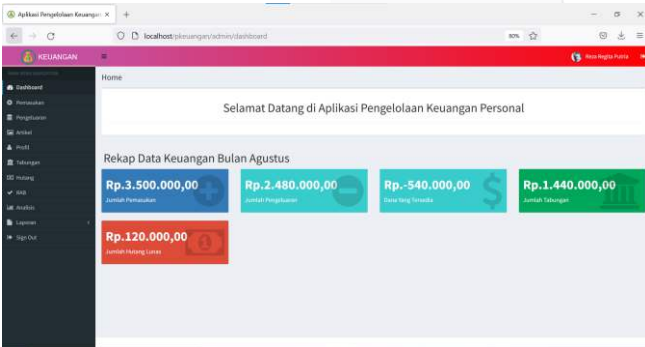 Aplikasi Pengelolaan Keuangan
localhost/pkeuangan/admin/dashboard
80%
KEUANGAN
Reza Regita Putria
Home
Dashboard
Pemasukan
Pengeluaran
Artikel
Profil
Tabungan
Hutang
RAB
Analisis
Laporan
Sign Out
Selamat Datang di Aplikasi Pengelolaan Keuangan Personal
Rekap Data Keuangan Bulan Agustus
Rp.3.500.000,00
Jumlah Pemasukan
Rp.2.480.000,00
Jumlah Pengeluaran
Rp.-540.000,00
Dana Yang Tersedia
Rp.1.440.000,00
Jumlah Tabungan
Rp.120.000,00
Jumlah Hutang Lunas